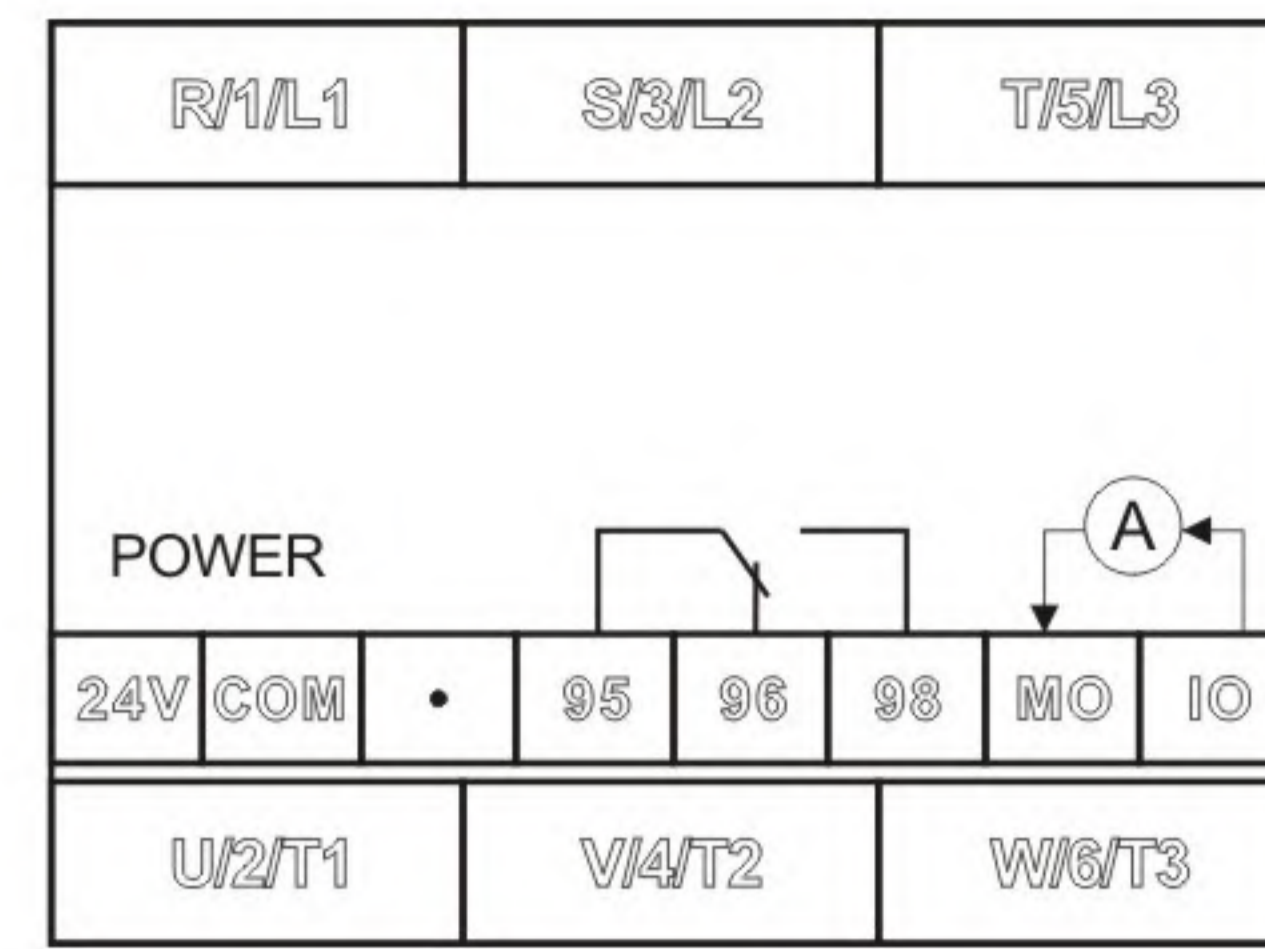 R/1/L1 S/3/L2 T/5/L3
A
POWER
24V COM • 95 96 98 MO IO
U/2/T1 V/4/T2 W/6/T3